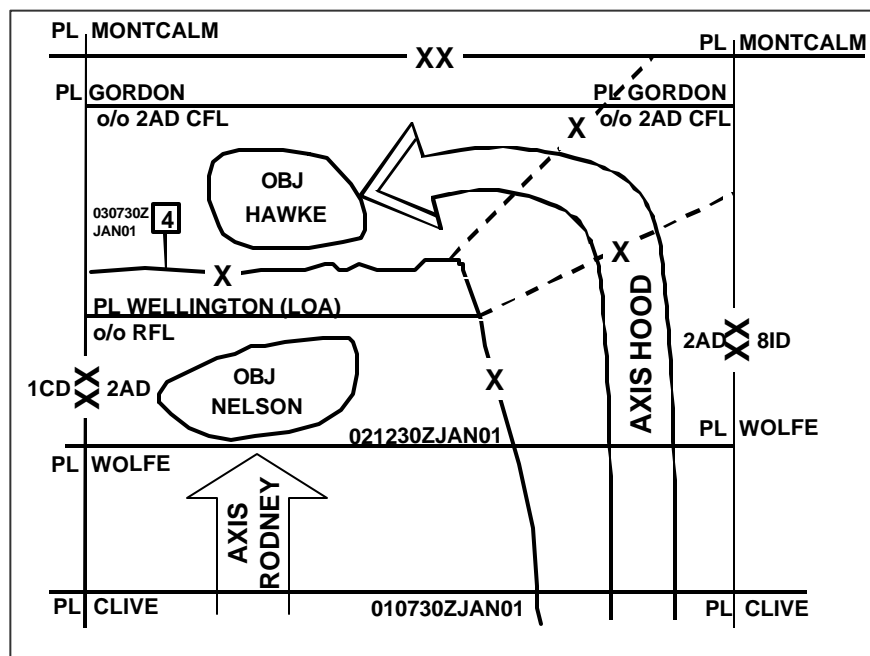 PL MONTCALM
XX
PL MONTCALM
PL GORDON
PL GORDON
o/o 2AD CFL
o/o 2AD CFL
X
OBJ
HAWKE
030730Z
JAN01
4
X
X
PL WELLINGTON (LOA)
o/o RFL
AXIS HOOD
2AD XX 8ID
X
1CD XX 2AD
OBJ
NELSON
021230ZJAN01
PL WOLFE
PL WOLFE
AXIS
RODNEY
PL CLIVE
010730ZJAN01
PL CLIVE